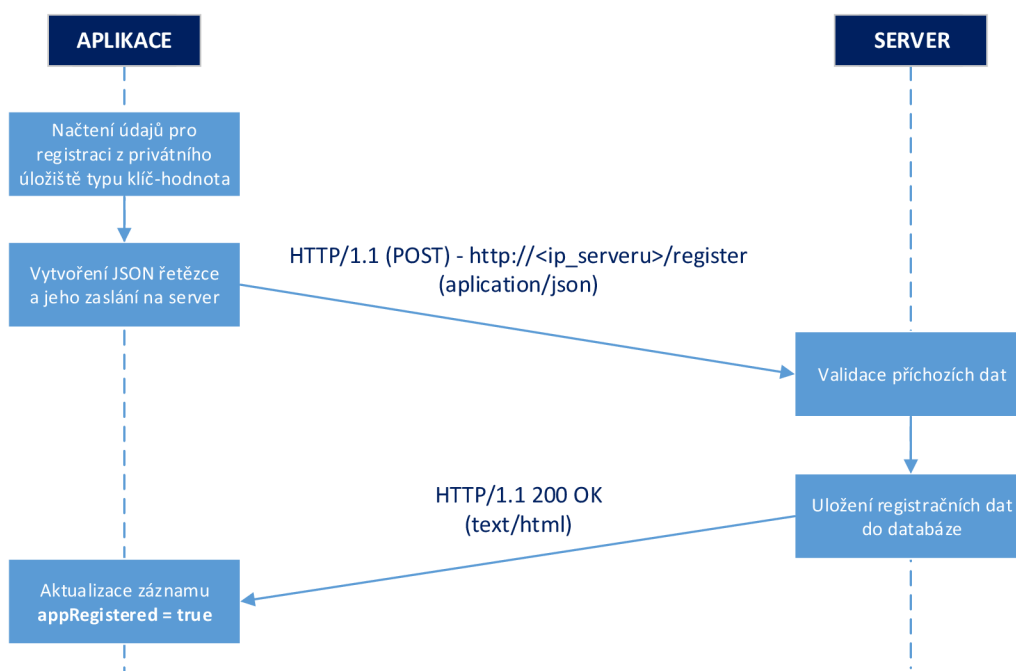 APLIKACE
SERVER
Načtení údajů pro
registraci z privátního
úložiště typu klíč-hodnota
Vytvoření JSON řetězce
a jeho zaslání na server
HTTP/1.1 (POST) - http://<ip_serveru>/register
(aplication/json)
Validace příchozích dat
HTTP/1.1 200 OK
(text/html)
Uložení registračních dat
do databáze
Aktualizace záznamu
appRegistered = true